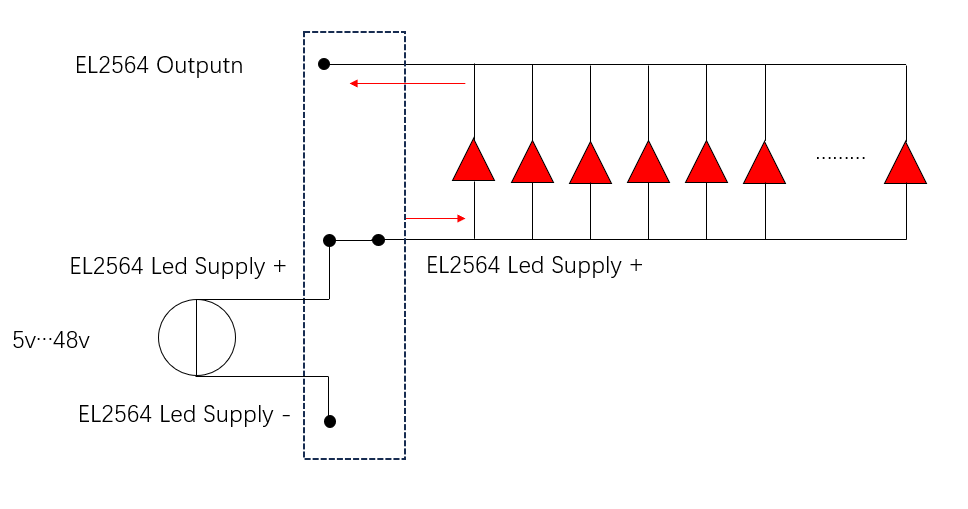 EL2564 Outputn
EL2564 Led Supply +
EL2564 Led Supply +
5v···48v
EL2564 Led Supply -